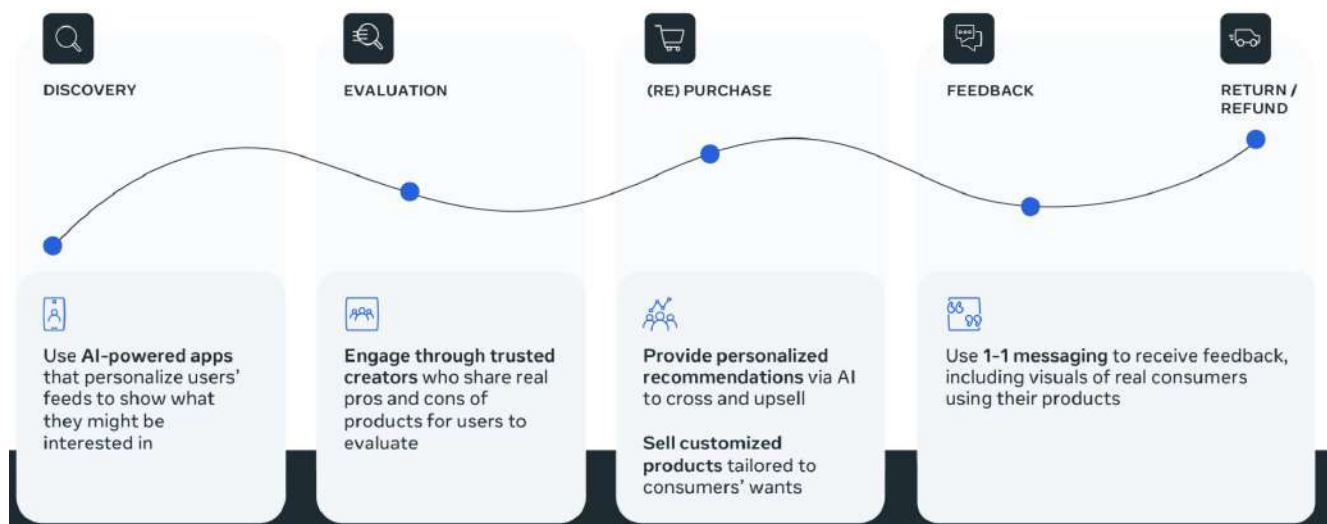 DISCOVERY
EVALUATION
(RE) PURCHASE
FEEDBACK
RETURN /
REFUND
Use AI-powered apps
that personalize users’
feeds to show what
they might be
interested in
Engage through trusted
creators who share real
pros and cons of
products for users to
evaluate
Provide personalized
recommendations via AI
to cross and upsell
Sell customized
products tailored to
consumers’ wants
Use 1-1 messaging to receive feedback,
including visuals of real consumers
using their products